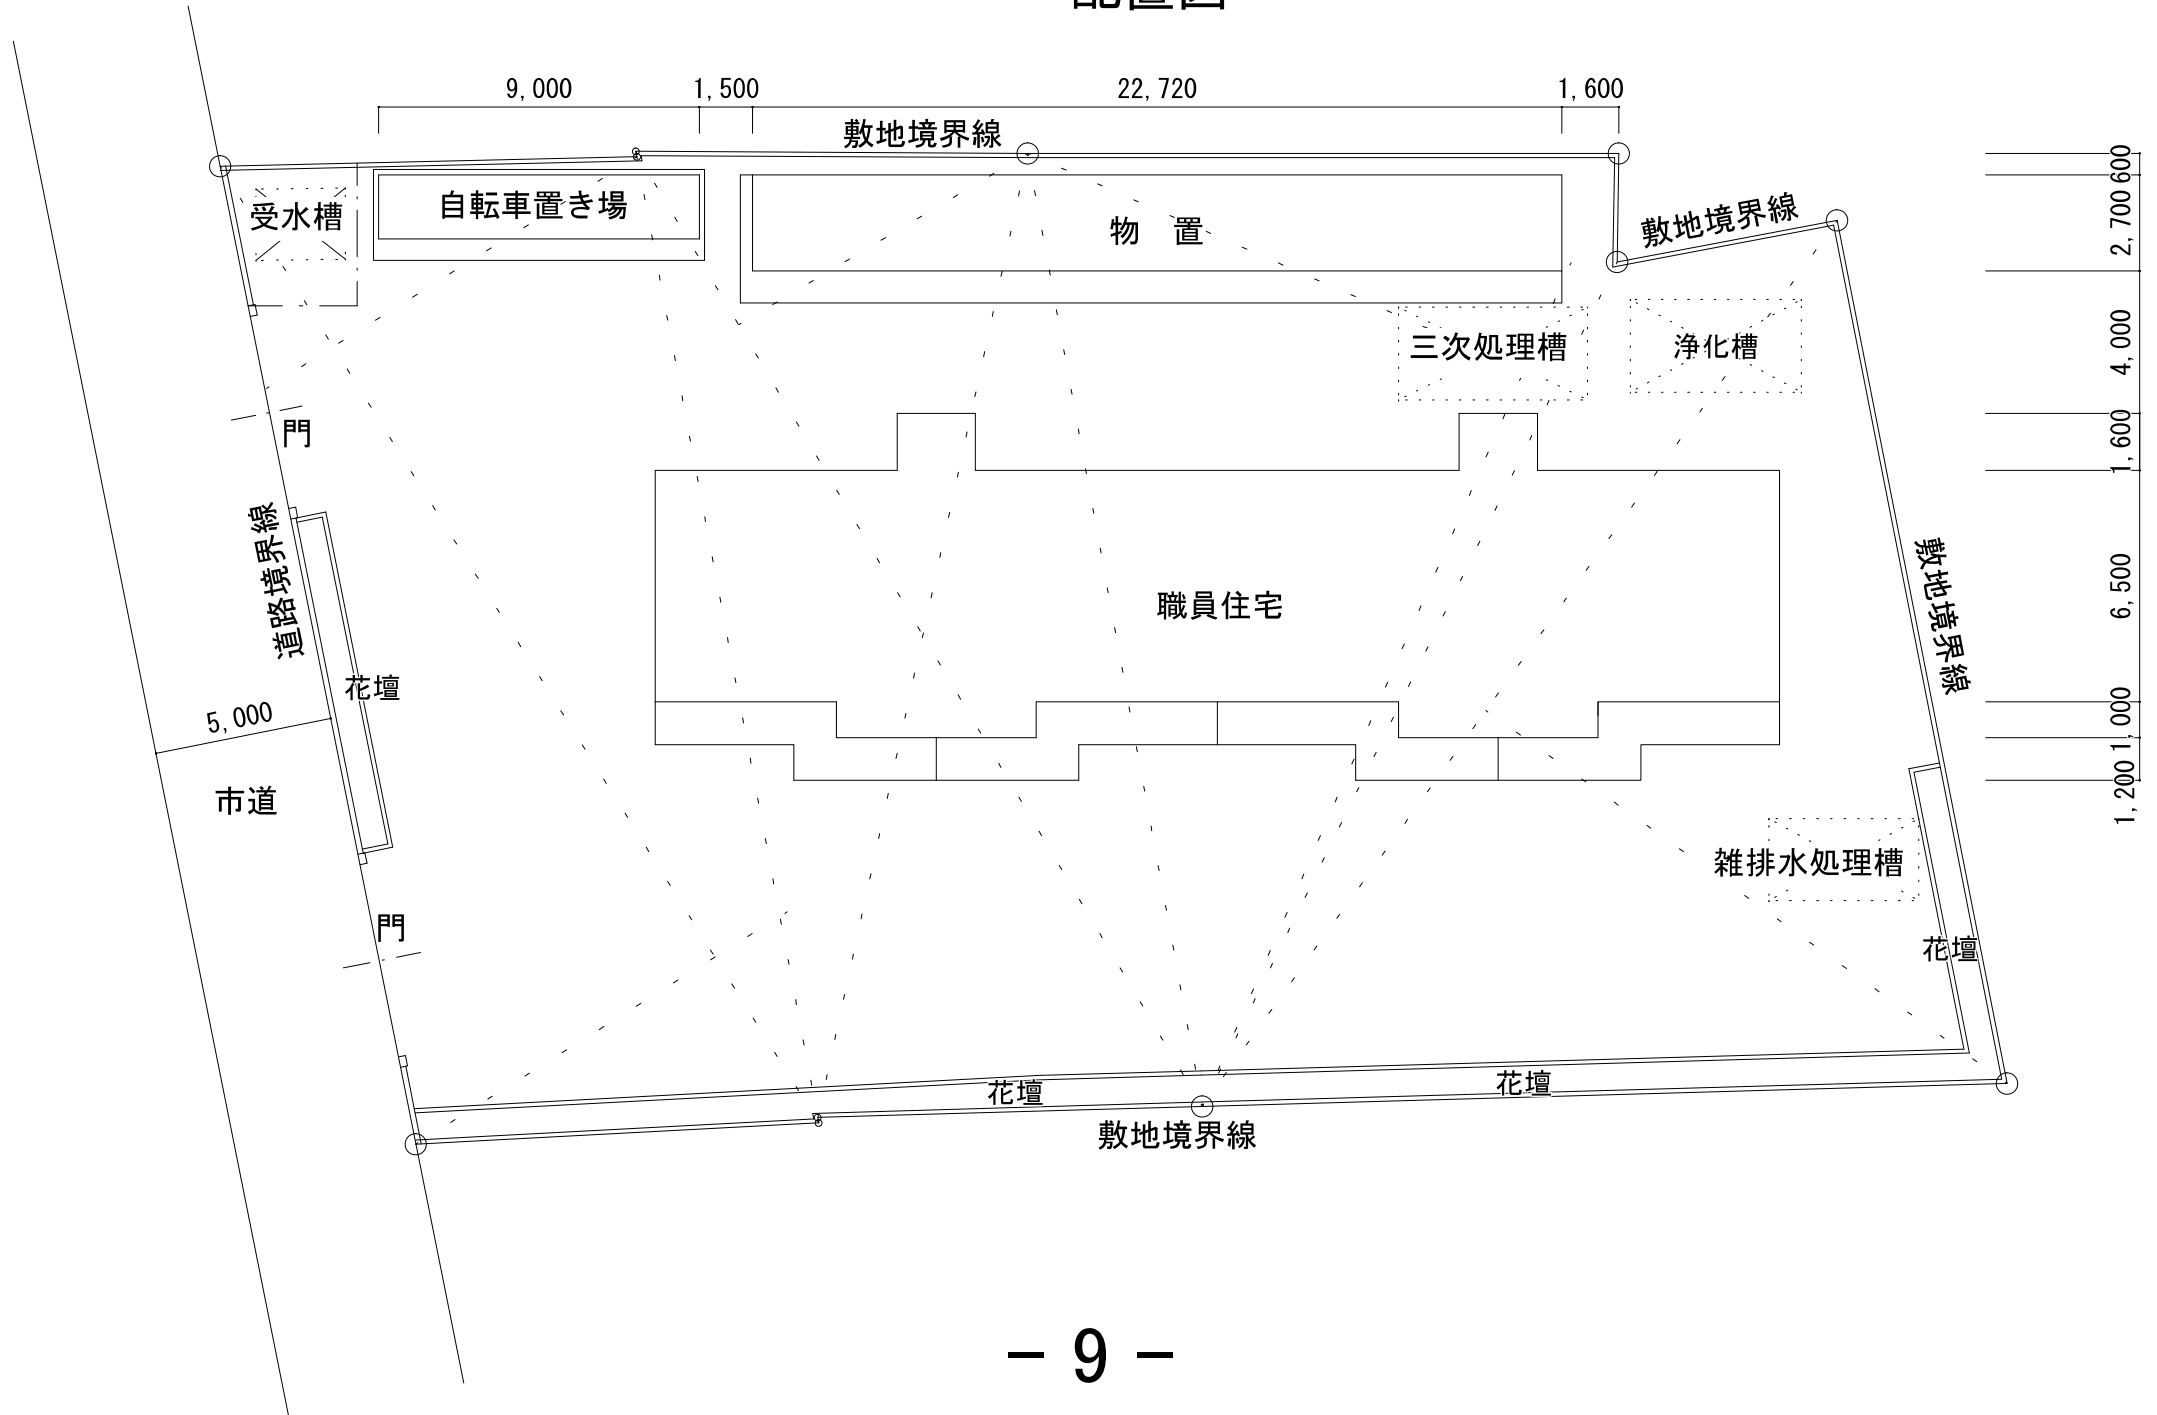 配置図
9,000
1,500
22,720
1,600
敷地境界線
受水槽
自転車置き場
物 置
敷地境界線
600
2,700
4,000
1,600
6,500
1,000
1,200
三次処理槽
浄化槽
門
道路境界線
職員住宅
敷地境界線
花壇
5,000
市道
雑排水処理槽
門
花壇
花壇
花壇
敷地境界線
－９－